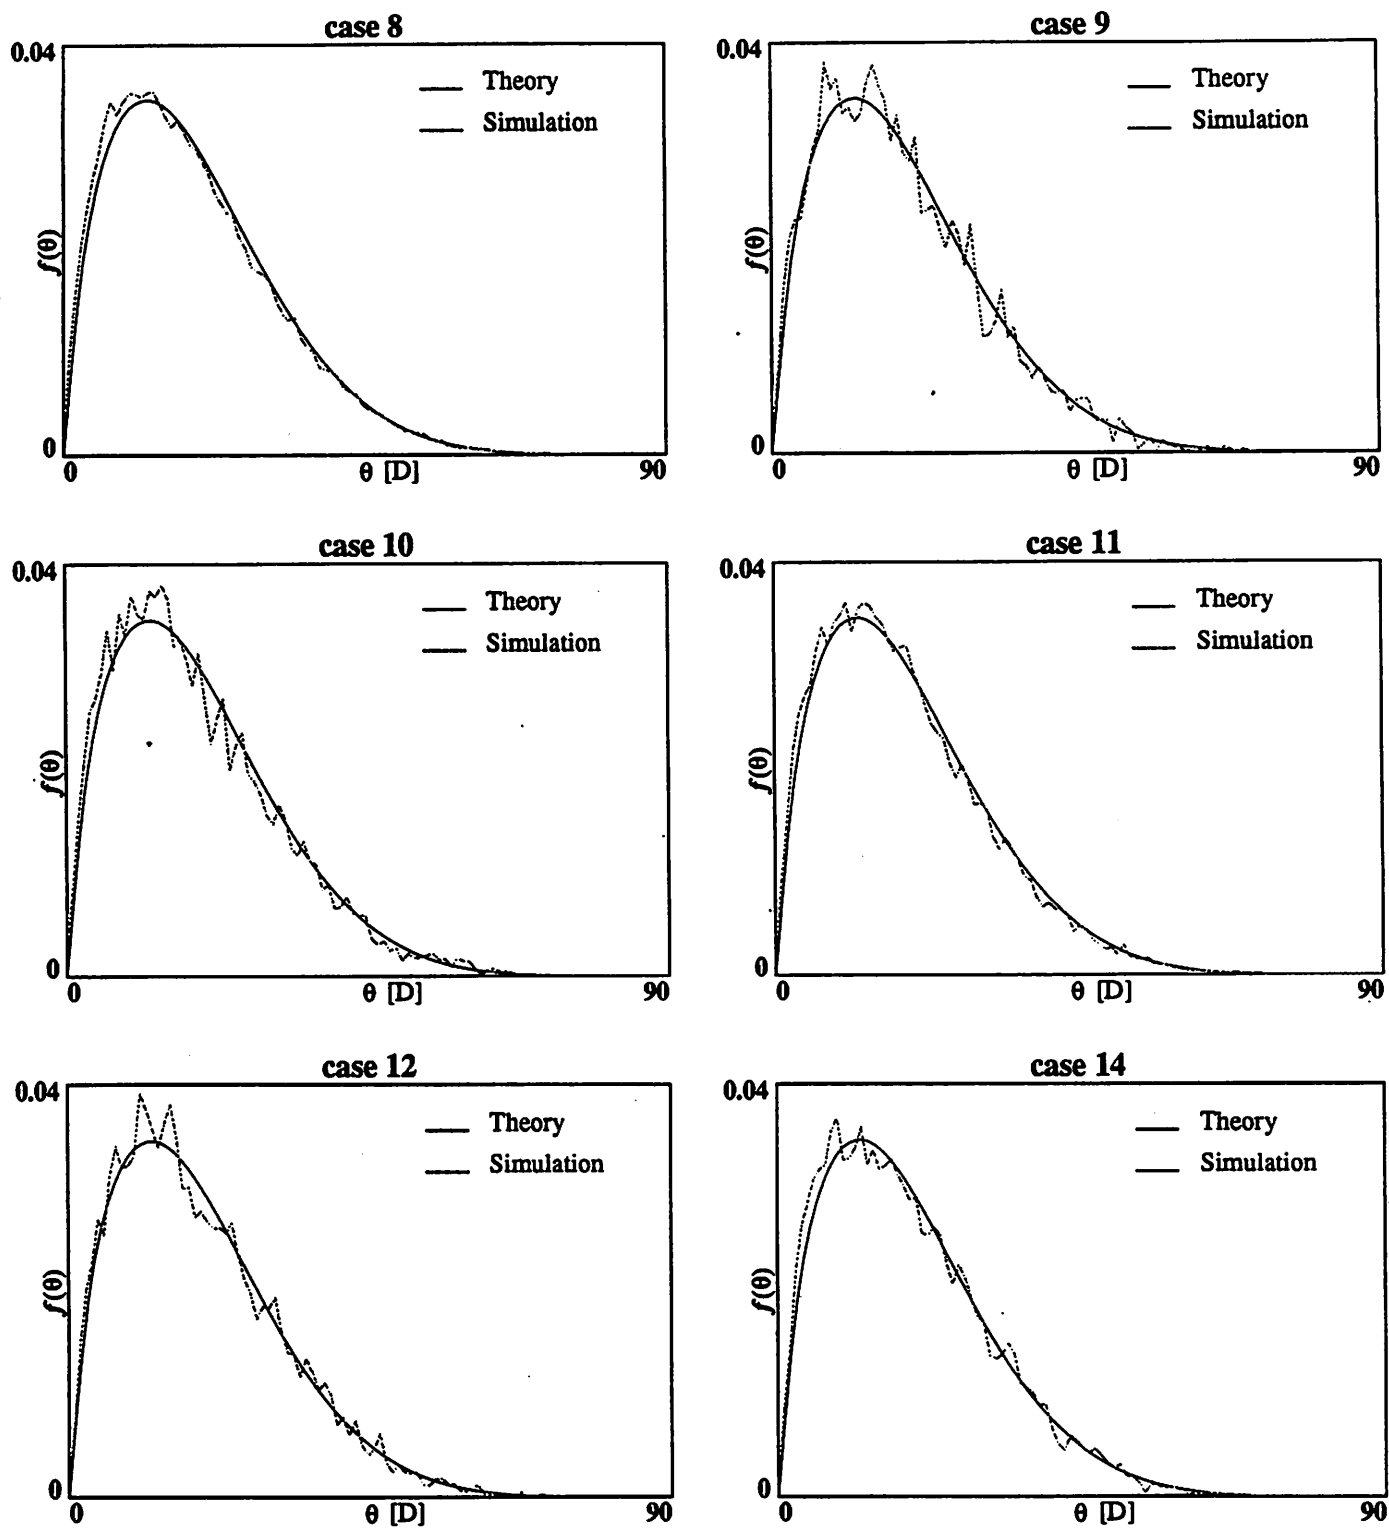 case 8
0.04
Theory
Simulation
f(θ)
0
0
θ [D]
90
case 9
0.04
Theory
Simulation
f(θ)
0
0
θ [D]
90
case 10
0.04
Theory
Simulation
f(θ)
0
0
θ [D]
90
case 11
0.04
Theory
Simulation
f(θ)
0
0
θ [D]
90
case 12
0.04
Theory
Simulation
f(θ)
0
0
θ [D]
90
case 14
0.04
Theory
Simulation
f(θ)
0
0
θ [D]
90